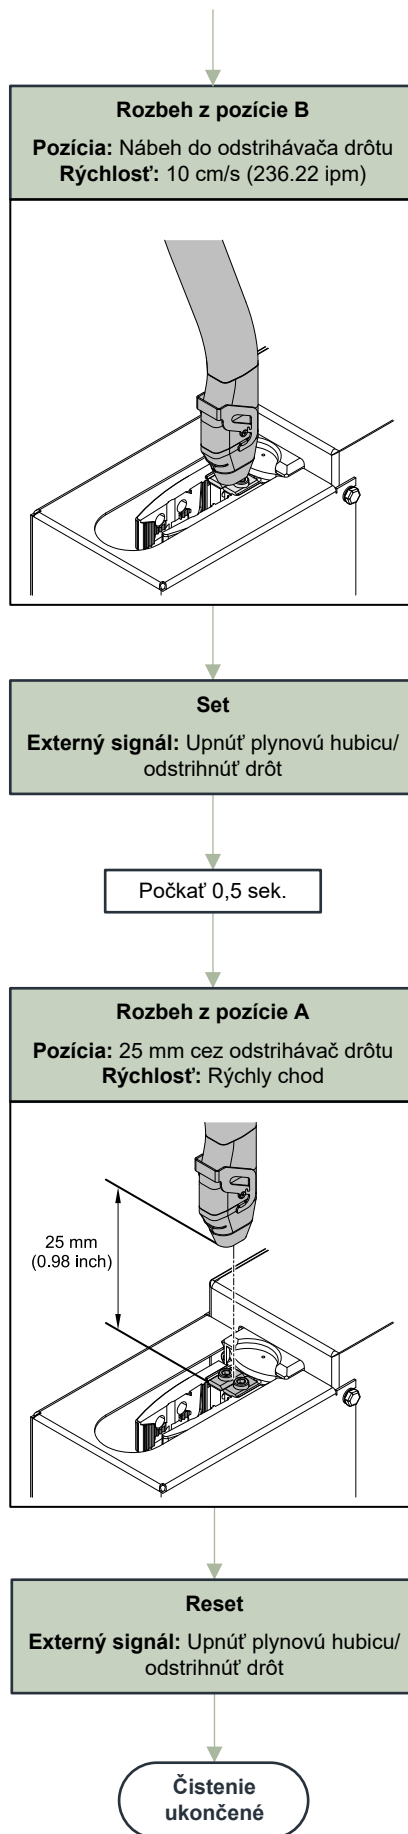 Rozbeh z pozície B
Pozícia: Nábeh do odstrihávača drôtu
Rýchlosť: 10 cm/s (236.22 ipm)
Set
Externý signál: Upnúť plynovú hubicu/
odstrihnúť drôt
Počkať 0,5 sek.
Rozbeh z pozície A
Pozícia: 25 mm cez odstrihávač drôtu
Rýchlosť: Rýchly chod
25 mm
(0.98 inch)
Reset
Externý signál: Upnúť plynovú hubicu/
odstrihnúť drôt
Čistenie
ukončené